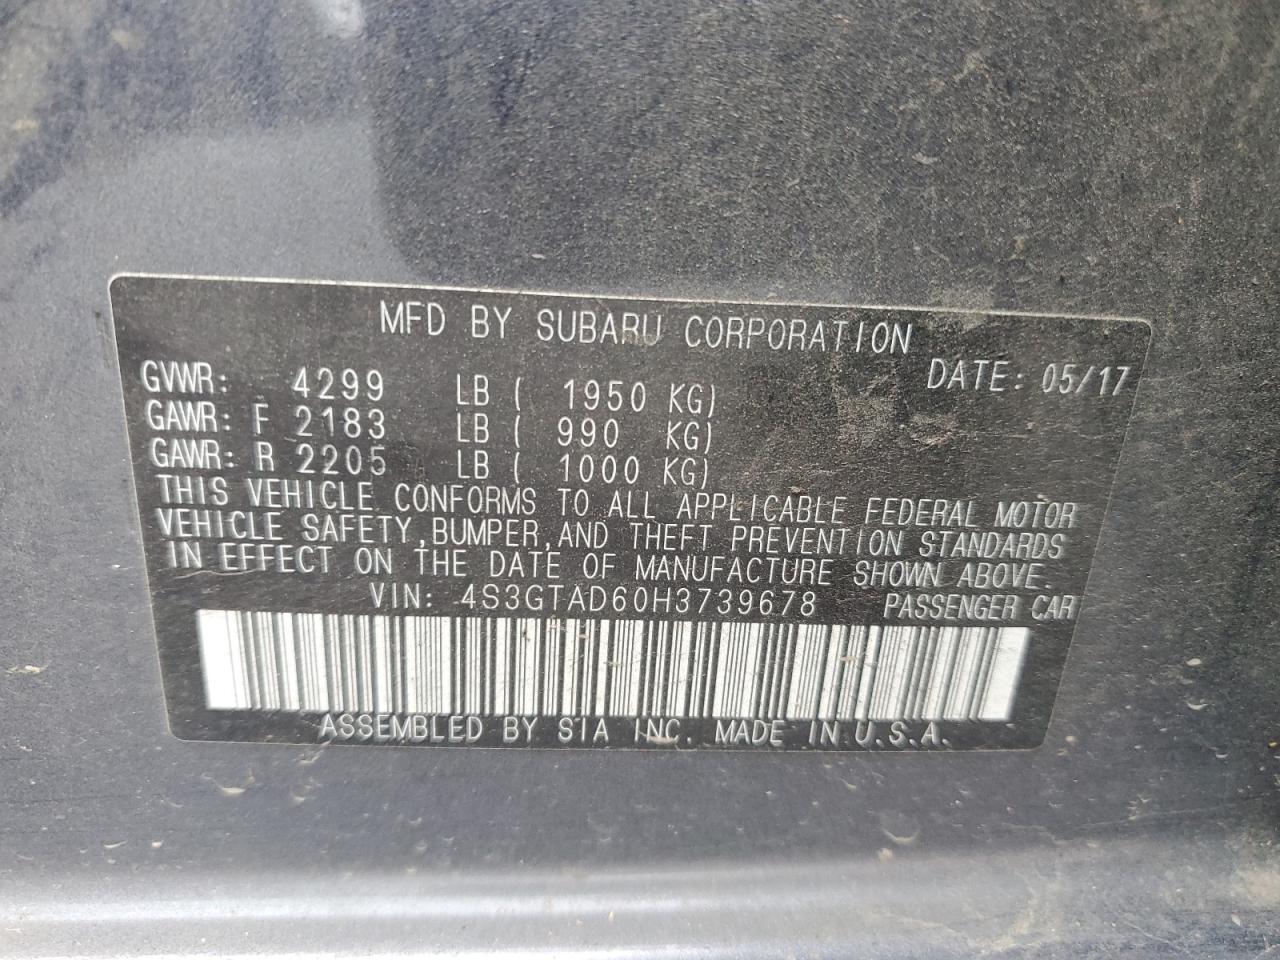 MFD BY SUBARU CORPORATION
DATE: 05/17
GVWR: 4299 LB ( 1950 KG)
GAWR: F 2183 LB ( 990 KG)
GAWR: R 2205 LB ( 1000 KG)
THIS VEHICLE CONFORMS TO ALL APPLICABLE FEDERAL MOTOR
VEHICLE SAFETY, BUMPER, AND THEFT PREVENTION STANDARDS
IN EFFECT ON THE DATE OF MANUFACTURE SHOWN ABOVE.
VIN: 4S3GTAD60H3739678 PASSENGER CAR
ASSEMBLED BY SIA INC. MADE IN U.S.A.